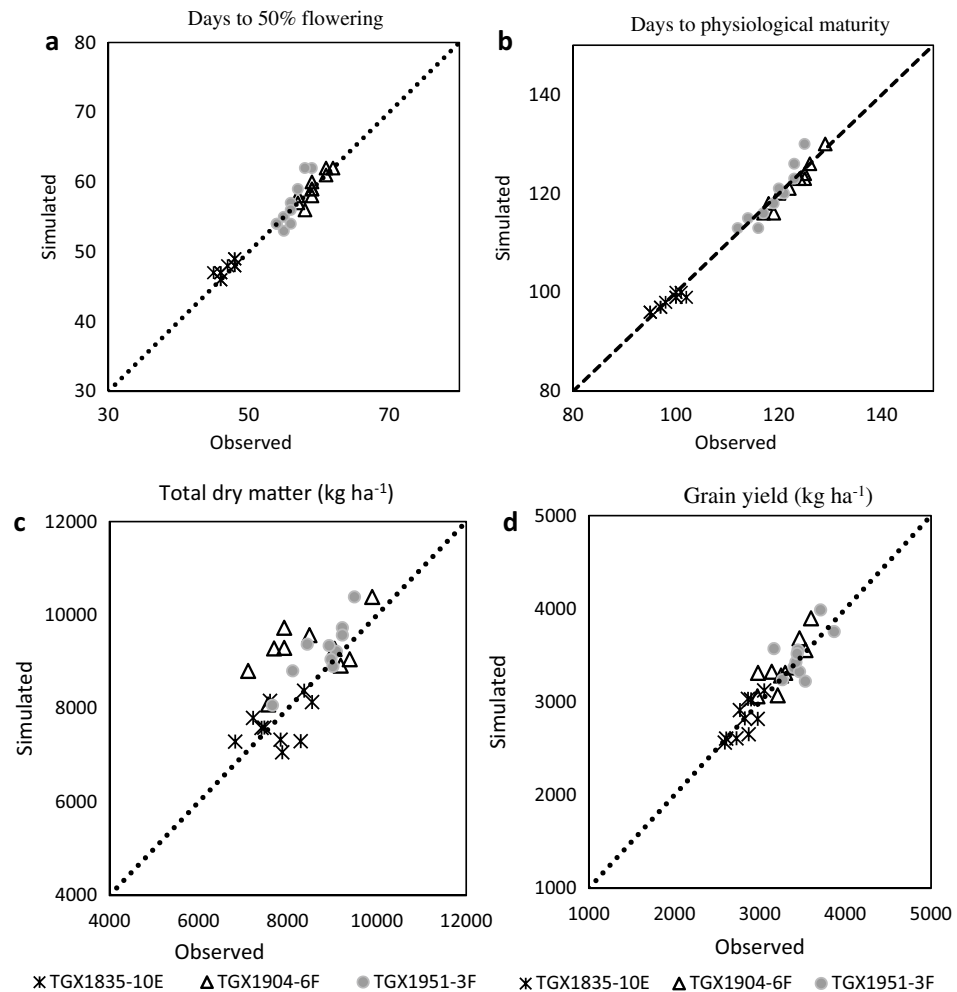 a
Days to 50% flowering
80
70
60
50
40
30
Simulated
30
50
70
Observed
b
Days to physiological maturity
140
120
100
80
Simulated
80
100
120
140
Observed
c
Total dry matter (kg ha-1)
12000
10000
8000
6000
4000
Simulated
4000
6000
8000
10000
12000
Observed
d
Grain yield (kg ha-1)
5000
4000
3000
2000
1000
Simulated
1000
2000
3000
4000
5000
Observed
TGX1835-10E TGX1904-6F TGX1951-3F
TGX1835-10E TGX1904-6F TGX1951-3F